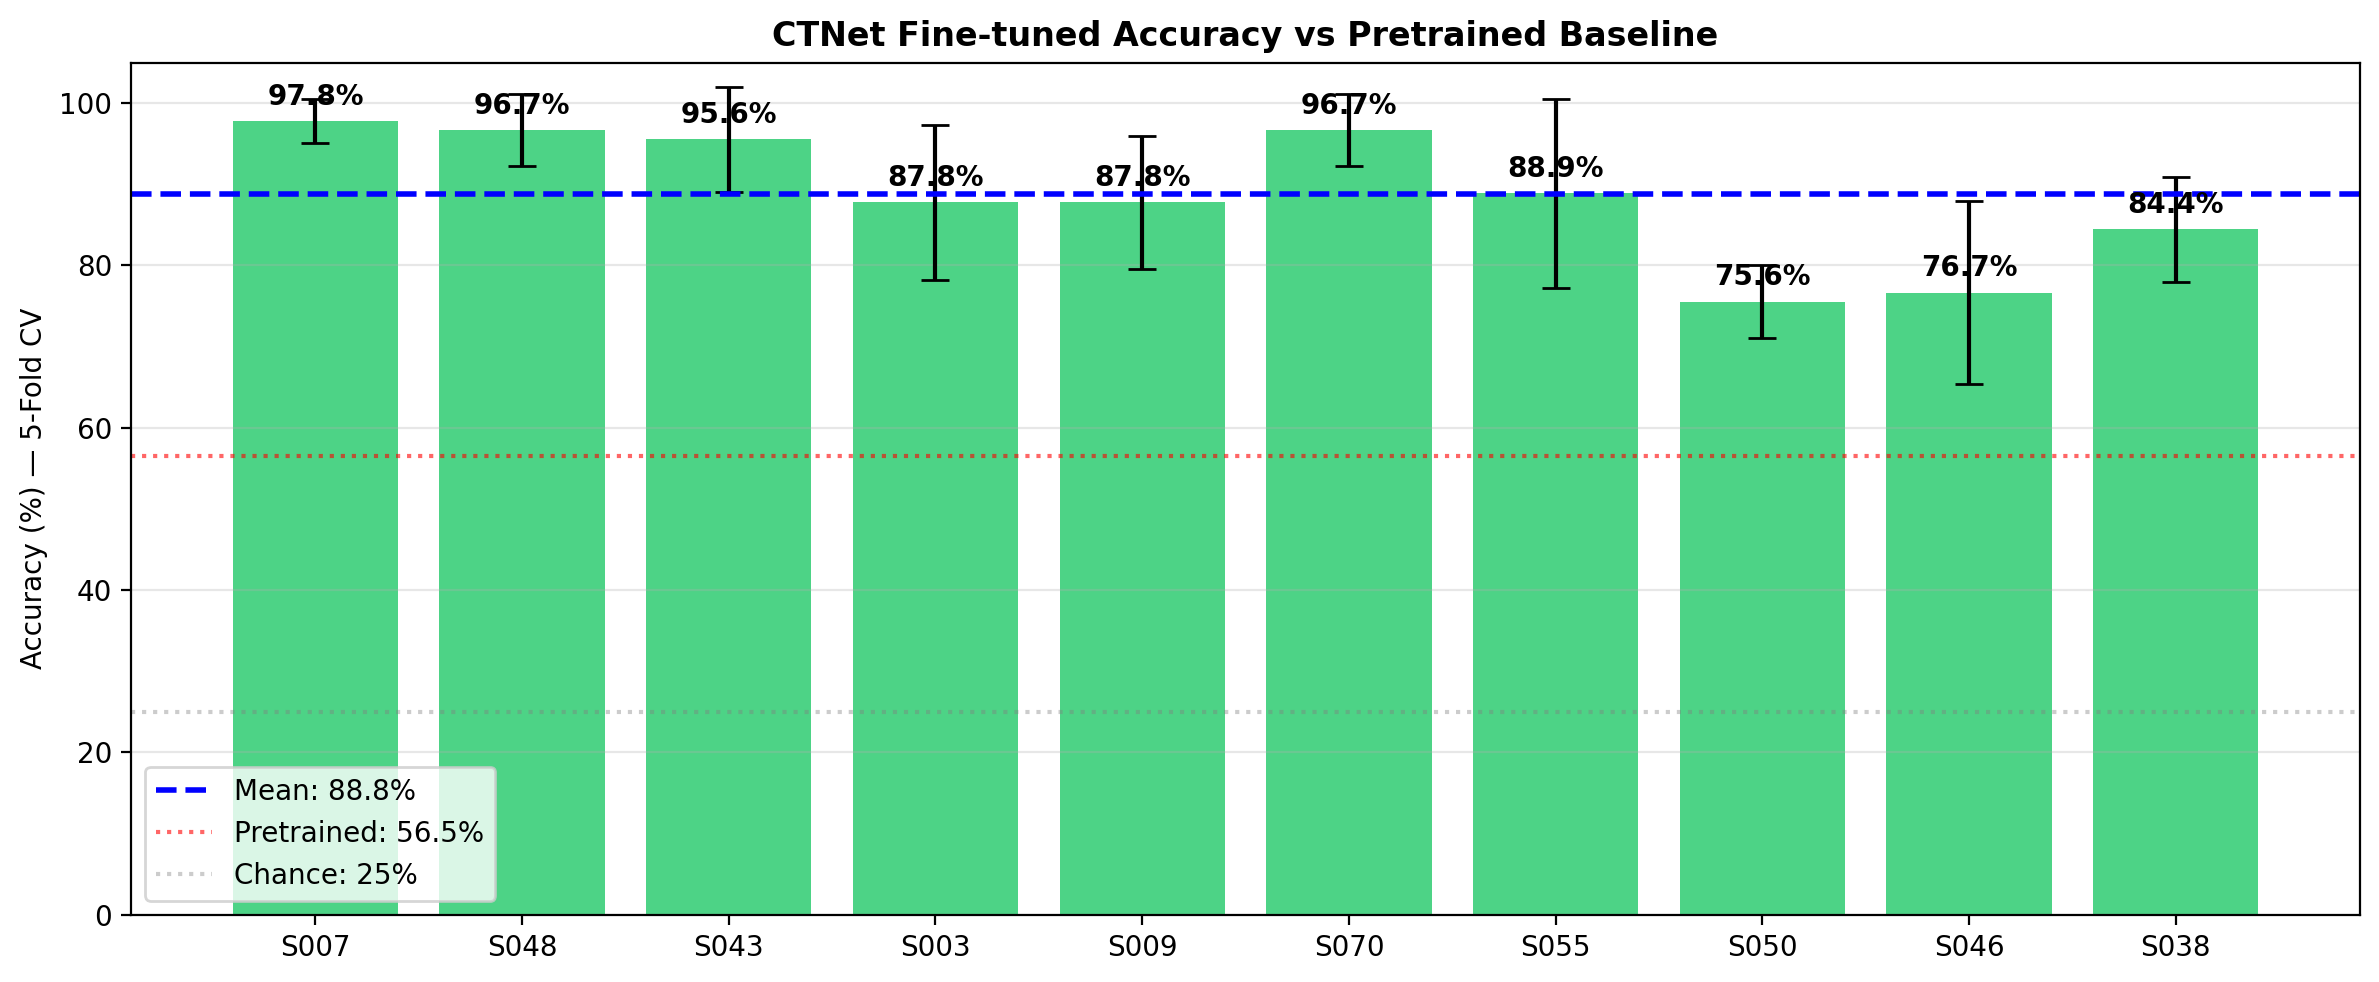 CTNet Fine-tuned Accuracy vs Pretrained Baseline
Accuracy (%) — 5-Fold CV
100
80
60
40
20
0
97.8%
96.7%
95.6%
87.8%
87.8%
96.7%
88.9%
75.6%
76.7%
84.4%
Mean: 88.8%
Pretrained: 56.5%
Chance: 25%
S007 S048 S043 S003 S009 S070 S055 S050 S046 S038